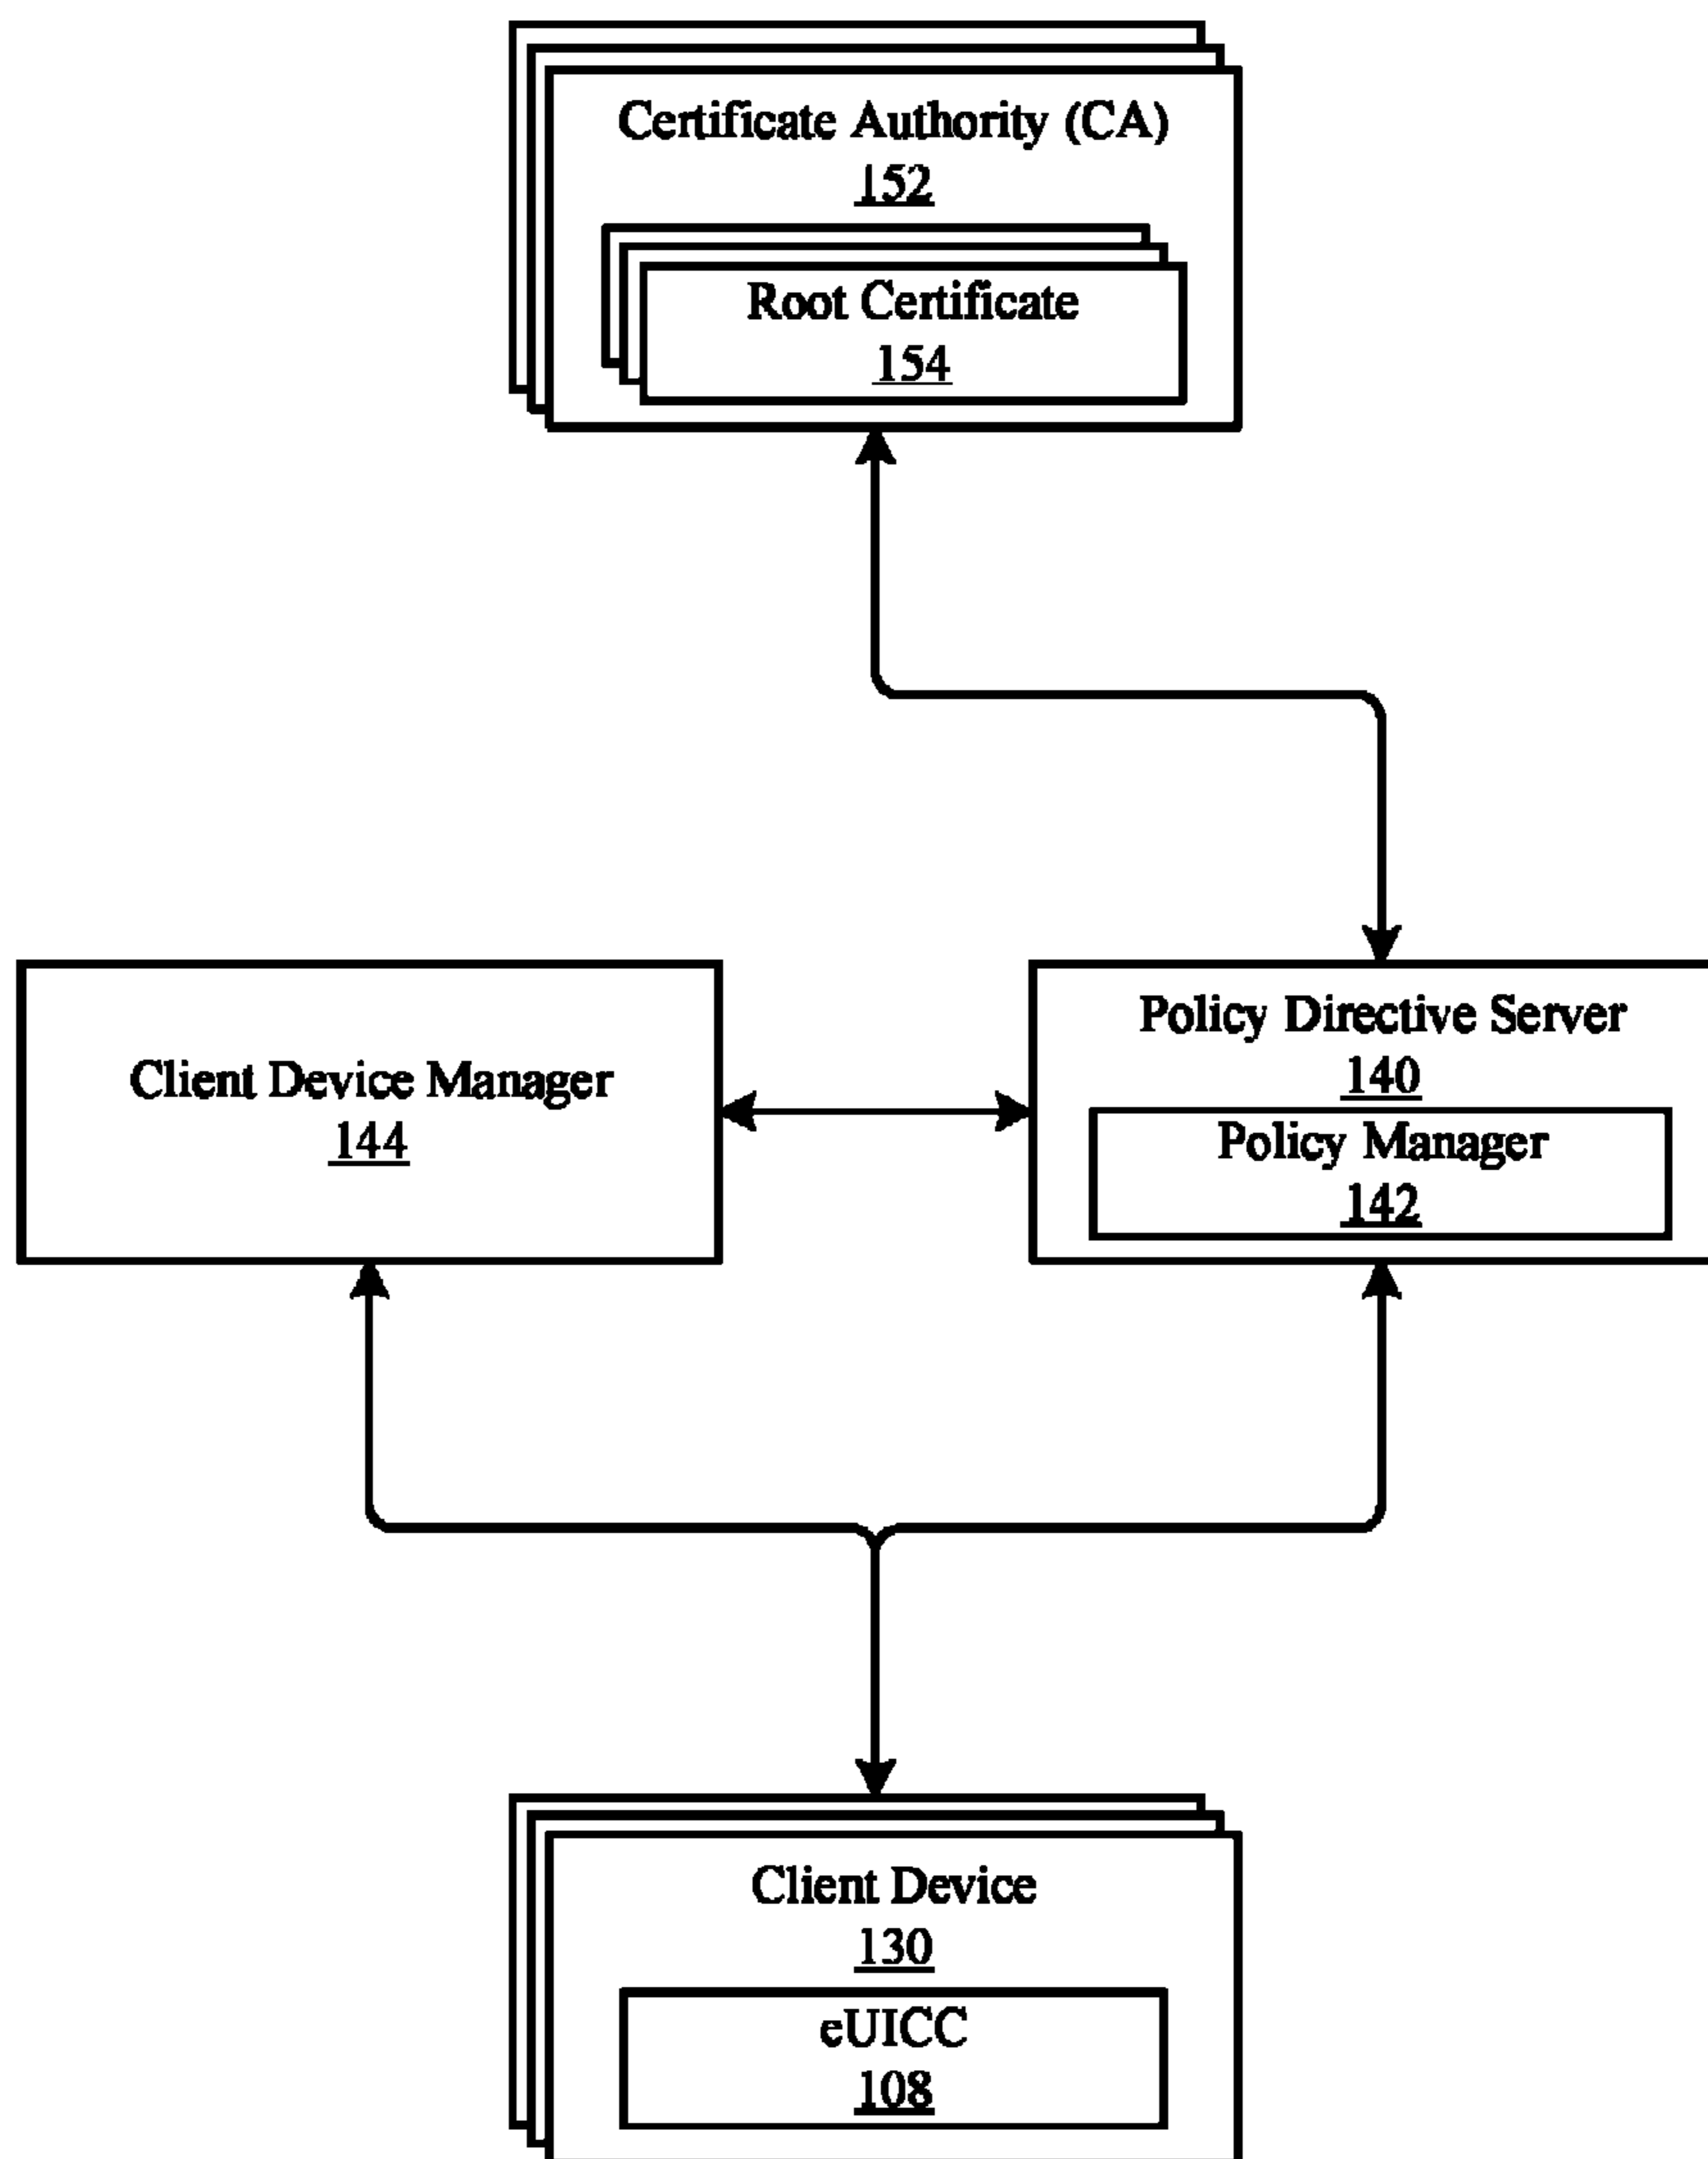 Certificate Authority (CA)
152
Root Certificate
154
Client Device Manager
144
Policy Directive Server
140
Policy Manager
142
Client Device
130
eUICC
108